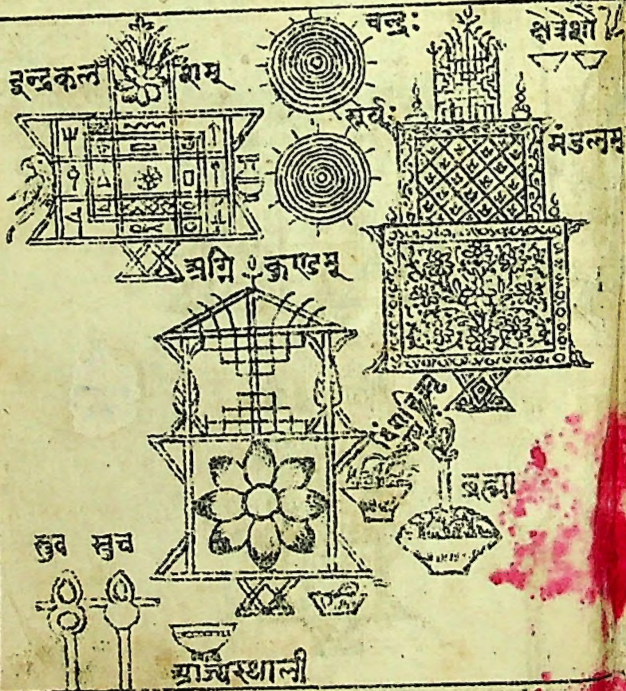 चन्द्रः
क्षेत्रेशौ
इन्द्रकलशम्
सूर्यः
मंडलम्
अग्निकुण्डम्
ब्रह्मा
स्रुव स्रुच
आज्यस्थाली